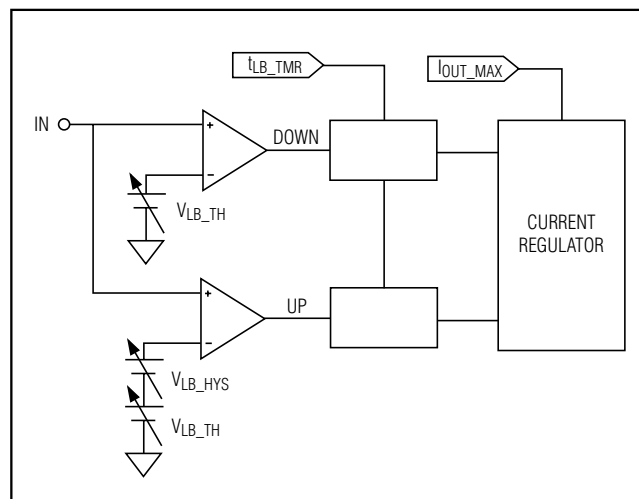 tLB_TMR
IOUT_MAX
IN
+
DOWN
−
VLB_TH
CURRENT
REGULATOR
+
UP
−
VLB_HYS
VLB_TH